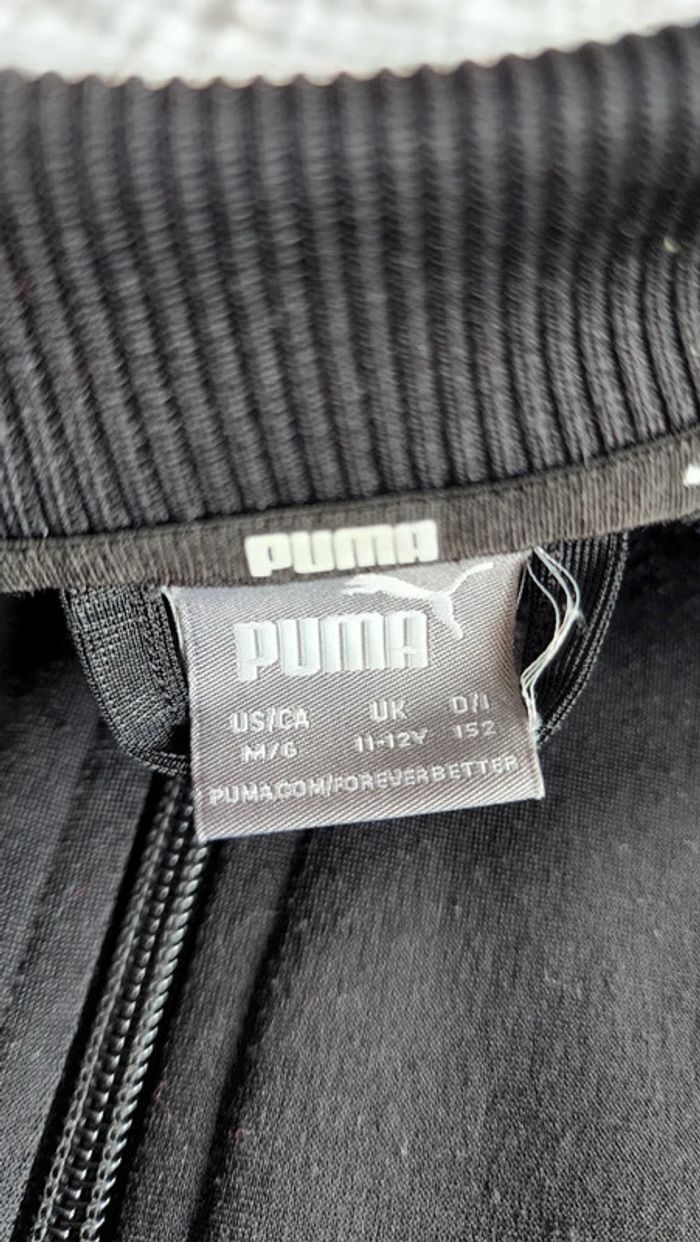 PUMA
PUMA
US/CA UK D/I
M/G 11-12Y 152
PUMA.COM/FOREVERBETTER